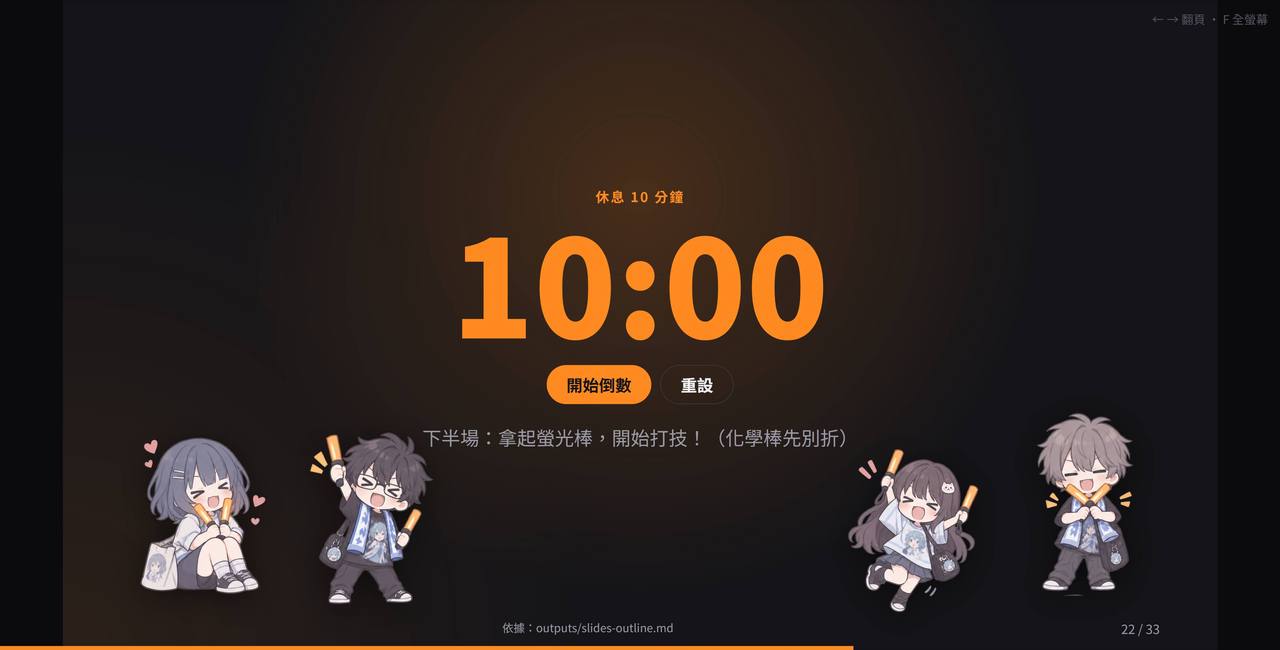 ← → 翻頁 · F 全螢幕
休息 10 分鐘
10:00
開始倒數
重設
下半場：拿起螢光棒，開始打技！（化學棒先別折）
依據：outputs/slides-outline.md
22 / 33